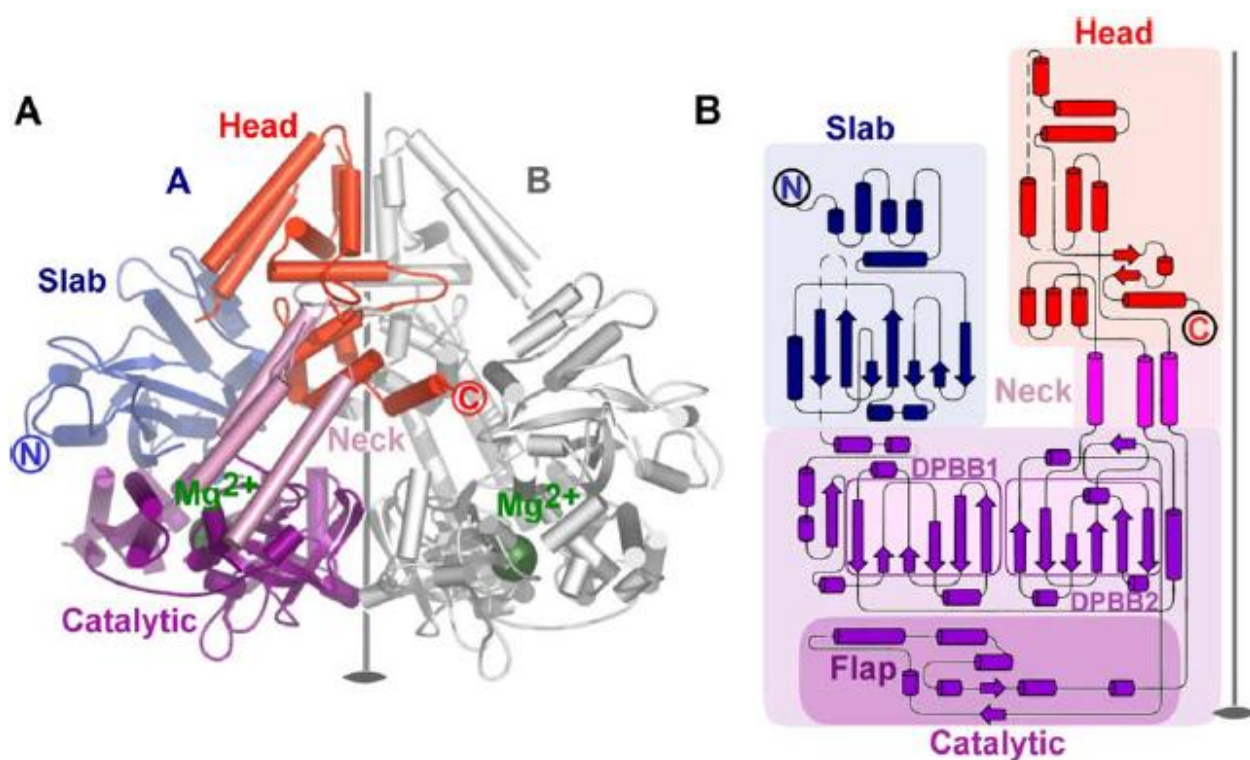 A
Head
A
B
Slab
N
C
Neck
Mg2+
Mg2+
Catalytic
B
Head
Slab
N
C
Neck
DPBB1
DPBB2
Flap
Catalytic